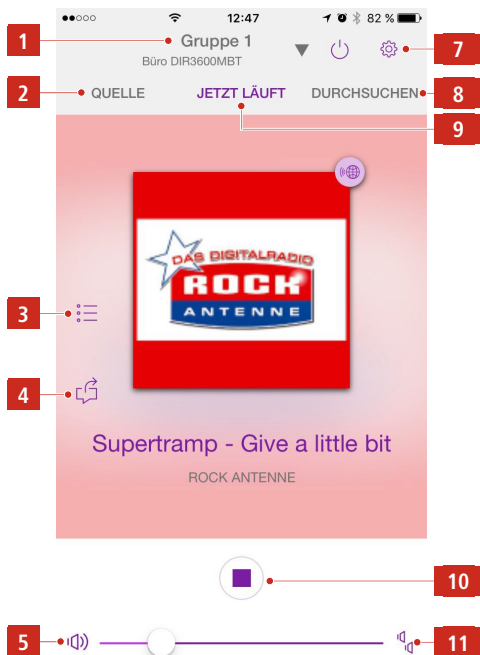 12:47
82 %
1
Gruppe 1
7
Büro DIR3600MBT
2
QUELLE
JETZT LÄUFT
DURCHSUCHEN
8
9
DAS DIGITALRADIO
ROCK
ANTENNE
3
4
Supertramp - Give a little bit
ROCK ANTENNE
10
5
11